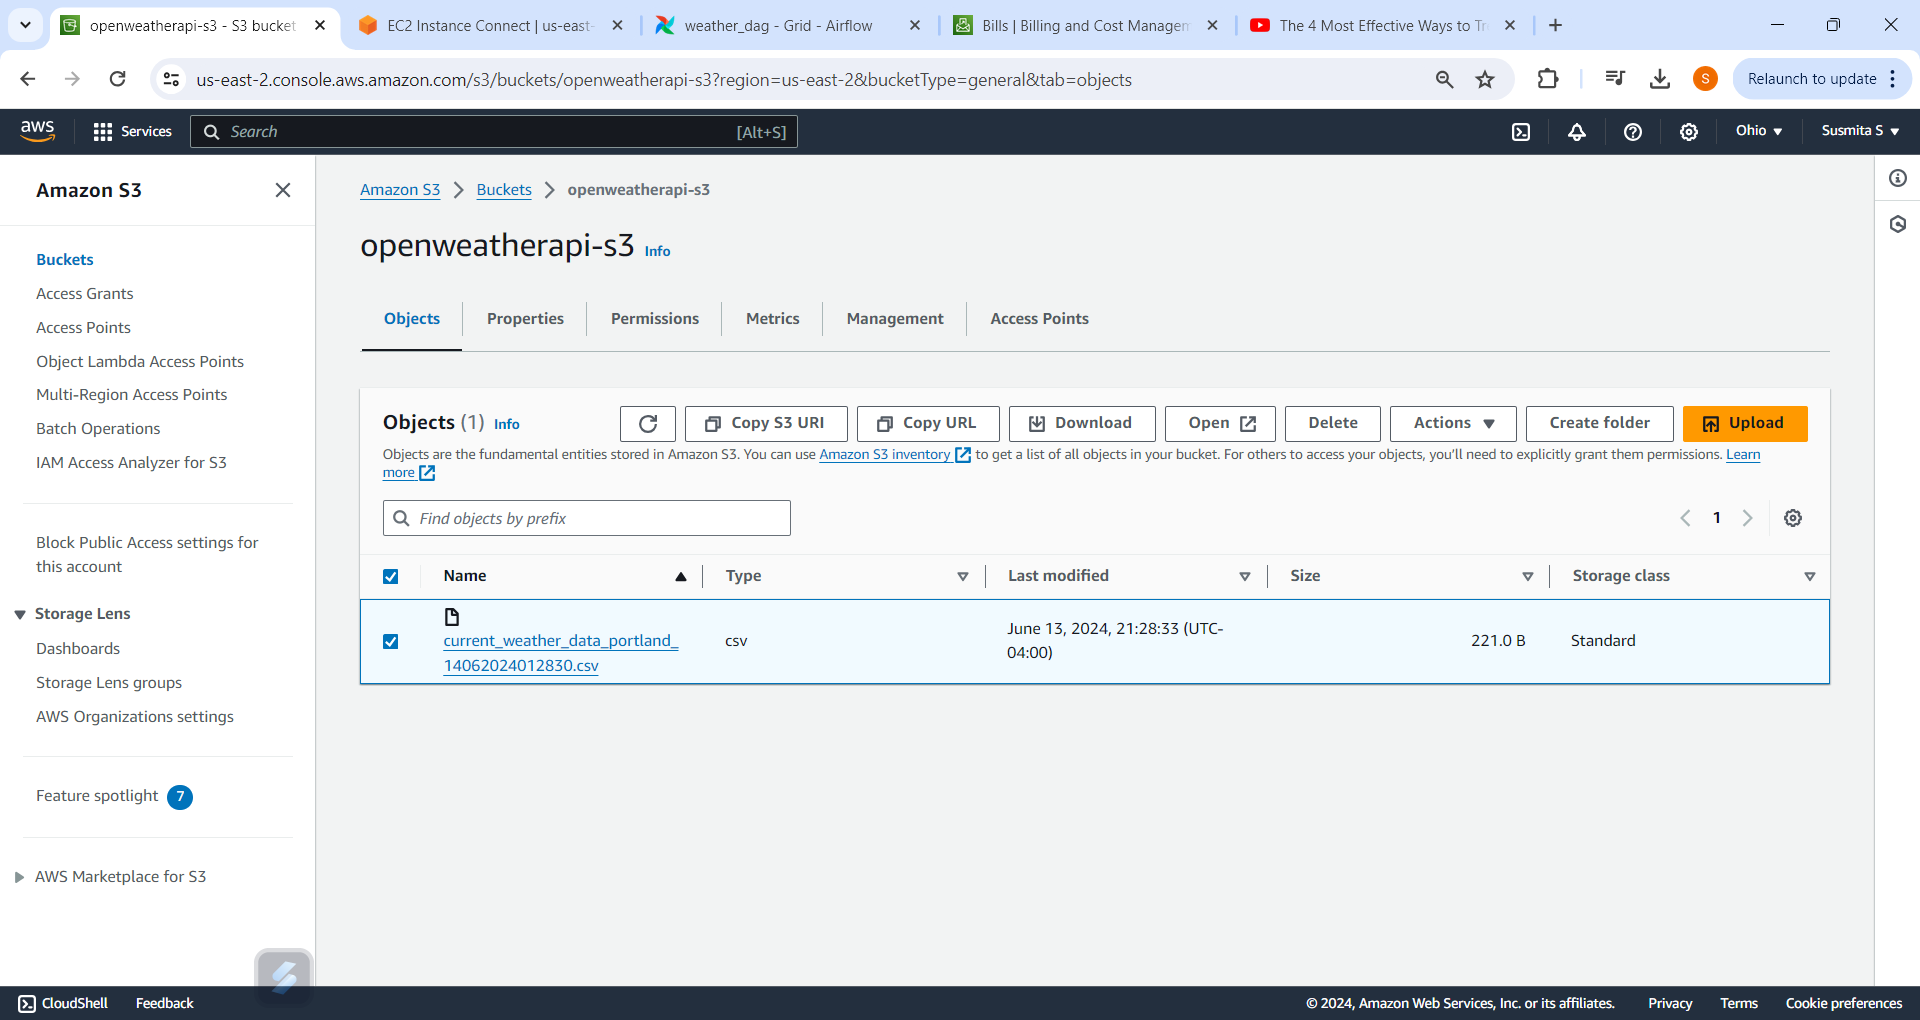 openweatherapi-s3 - S3 bucket
EC2 Instance Connect | us-east-
weather_dag - Grid - Airflow
Bills | Billing and Cost Managem
The 4 Most Effective Ways to Tr
us-east-2.console.aws.amazon.com/s3/buckets/openweatherapi-s3?region=us-east-2&bucketType=general&tab=objects
S
Relaunch to update
aws
Services
Search
[Alt+S]
Ohio
Susmita S
Amazon S3
Buckets
Access Grants
Access Points
Object Lambda Access Points
Multi-Region Access Points
Batch Operations
IAM Access Analyzer for S3
Block Public Access settings for
this account
Storage Lens
Dashboards
Storage Lens groups
AWS Organizations settings
Feature spotlight 7
AWS Marketplace for S3
Amazon S3 > Buckets > openweatherapi-s3
openweatherapi-s3 Info
Objects
Properties
Permissions
Metrics
Management
Access Points
Objects (1) Info
Copy S3 URI
Copy URL
Download
Open
Delete
Actions
Create folder
Upload
Objects are the fundamental entities stored in Amazon S3. You can use Amazon S3 inventory to get a list of all objects in your bucket. For others to access your objects, you'll need to explicitly grant them permissions. Learn
more
Find objects by prefix
1
Name
Type
Last modified
Size
Storage class
current_weather_data_portland_
14062024012830.csv
csv
June 13, 2024, 21:28:33 (UTC-
04:00)
221.0 B
Standard
CloudShell
Feedback
© 2024, Amazon Web Services, Inc. or its affiliates.
Privacy
Terms
Cookie preferences